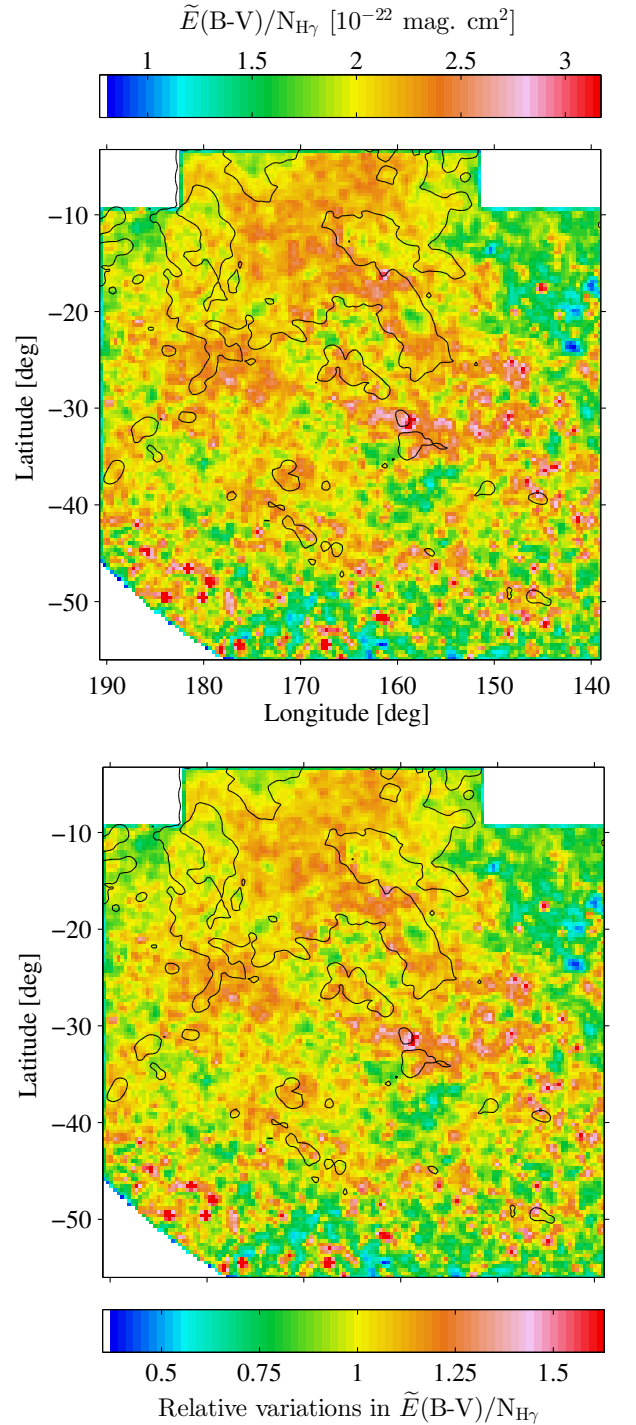 Ẽ(B-V)/N_Hγ [10⁻²² mag. cm²]
1 1.5 2 2.5 3
−10
−20
−30
−40
−50
Latitude [deg]
190 180 170 160 150 140
Longitude [deg]
−10
−20
−30
−40
−50
Latitude [deg]
0.5 0.75 1 1.25 1.5
Relative variations in Ẽ(B-V)/N_Hγ